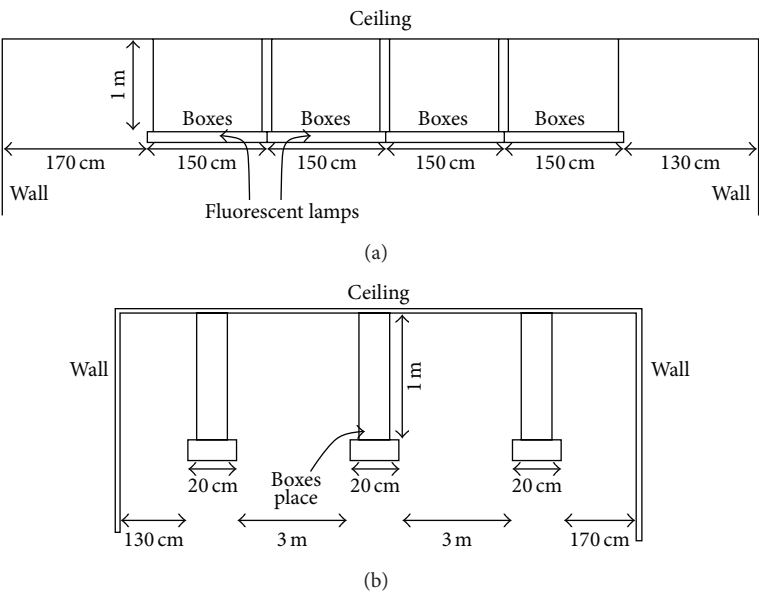 Ceiling
1 m
Boxes Boxes Boxes Boxes
170 cm 150 cm 150 cm 150 cm 150 cm 130 cm
Wall Wall
Fluorescent lamps
(a)
Ceiling
Wall Wall
1 m
Boxes
place
20 cm 20 cm 20 cm
130 cm 3 m 3 m 170 cm
(b)